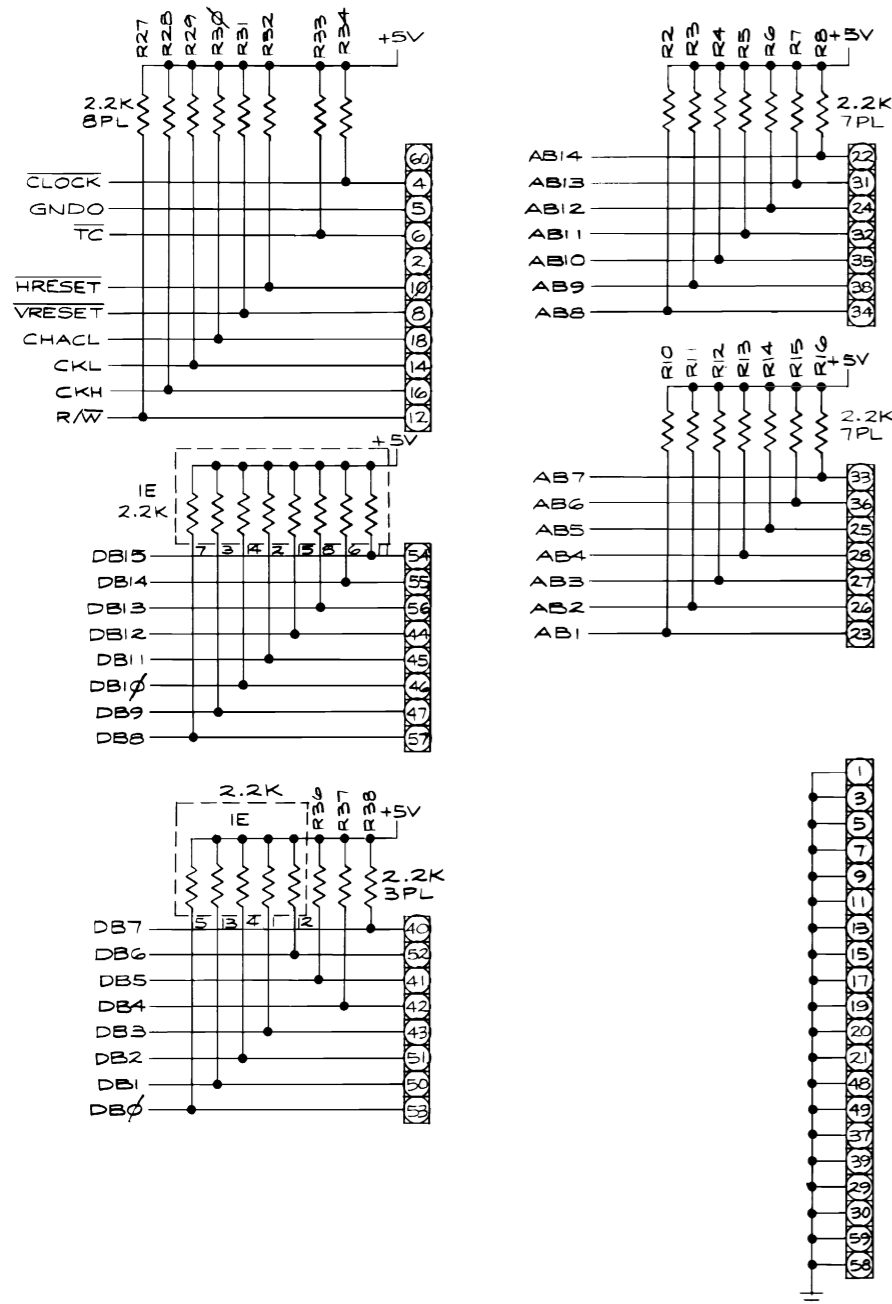 R27 R28 R29 R3Ø R31 R32 R33 R34 +5V
2.2K
8PL
60
CLOCK 4
GNDO 5
TC 6
2
HRESET 10
VRESET 8
CHACL 18
CKL 14
CKH 16
R/W 12
+5V
1E
2.2K
7 3 14 2 15 8 6
DB15 54
DB14 55
DB13 56
DB12 44
DB11 45
DB1Ø 46
DB9 47
DB8 57
2.2K
1E
R36 R37 R38 +5V
2.2K
3PL
5 13 4 1 12
DB7 40
DB6 52
DB5 41
DB4 42
DB3 43
DB2 51
DB1 50
DBØ 53
R2 R3 R4 R5 R6 R7 R8 +5V
2.2K
7PL
AB14 22
AB13 31
AB12 24
AB11 32
AB10 35
AB9 38
AB8 34
R10 R11 R12 R13 R14 R15 R16 +5V
2.2K
7PL
AB7 33
AB6 36
AB5 25
AB4 28
AB3 27
AB2 26
AB1 23
1
3
5
7
9
11
13
15
17
19
20
21
48
49
37
39
29
30
59
58